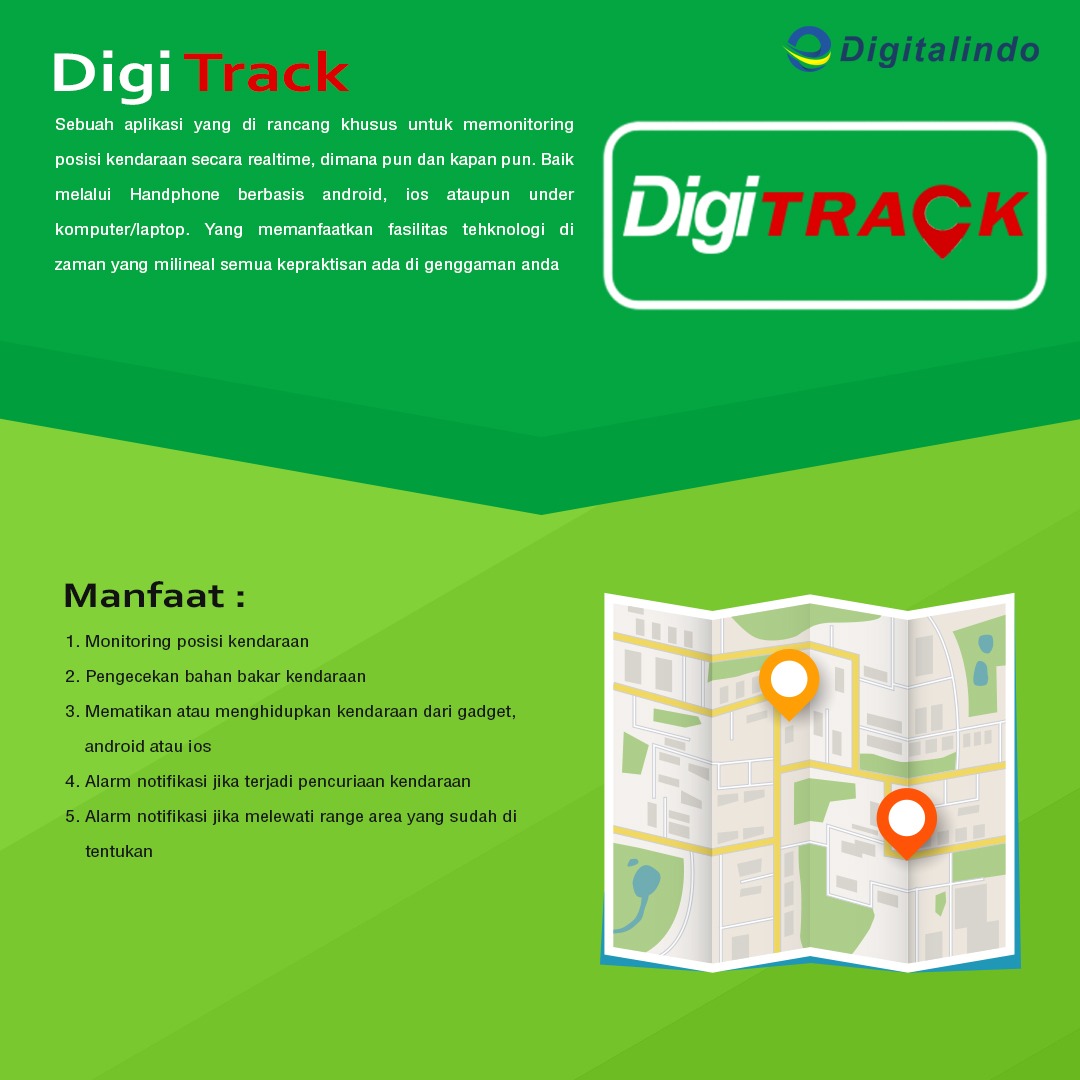 Digi Track
Digitalindo
Sebuah aplikasi yang di rancang khusus untuk memonitoring
posisi kendaraan secara realtime, dimana pun dan kapan pun. Baik
melalui Handphone berbasis android, ios ataupun under
komputer/laptop. Yang memanfaatkan fasilitas tehknologi di
zaman yang milineal semua kepraktisan ada di genggaman anda
DigiTRACK
Manfaat :
1. Monitoring posisi kendaraan
2. Pengecekan bahan bakar kendaraan
3. Mematikan atau menghidupkan kendaraan dari gadget,
android atau ios
4. Alarm notifikasi jika terjadi pencuriaan kendaraan
5. Alarm notifikasi jika melewati range area yang sudah di
tentukan